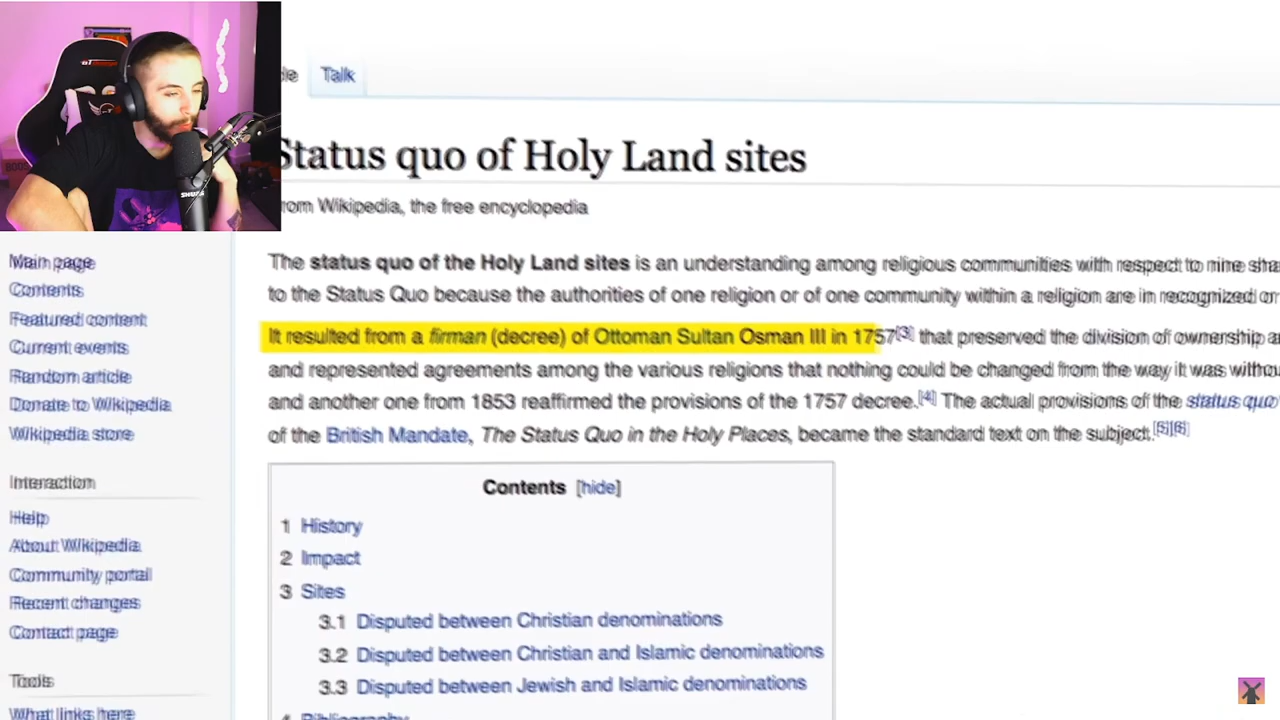 Talk
Status quo of Holy Land sites
From Wikipedia, the free encyclopedia
SHURE
Main page
Contents
Featured content
Current events
Random article
Donate to Wikipedia
Wikipedia store
Interaction
Help
About Wikipedia
Community portal
Recent changes
Contact page
Tools
What links here
The status quo of the Holy Land sites is an understanding among religious communities with respect to nine sha
to the Status Quo because the authorities of one religion or of one community within a religion are in recognized or
It resulted from a firman (decree) of Ottoman Sultan Osman III in 1757[3] that preserved the division of ownership a
and represented agreements among the various religions that nothing could be changed from the way it was withou
and another one from 1853 reaffirmed the provisions of the 1757 decree.[4] The actual provisions of the status quo
of the British Mandate, The Status Quo in the Holy Places, became the standard text on the subject.[5][6]
Contents [hide]
1 History
2 Impact
3 Sites
3.1 Disputed between Christian denominations
3.2 Disputed between Christian and Islamic denominations
3.3 Disputed between Jewish and Islamic denominations
4 Bibliography